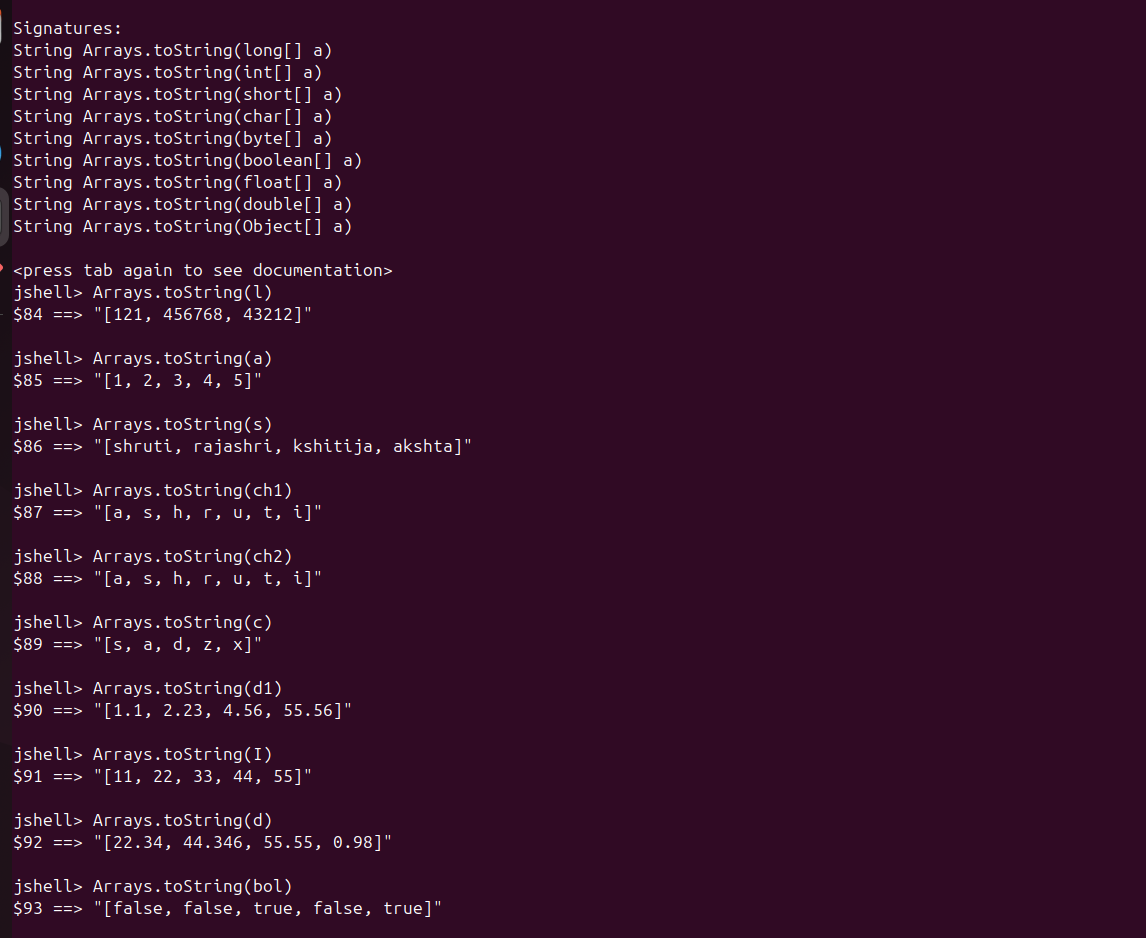 Signatures:
String Arrays.toString(long[] a)
String Arrays.toString(int[] a)
String Arrays.toString(short[] a)
String Arrays.toString(char[] a)
String Arrays.toString(byte[] a)
String Arrays.toString(boolean[] a)
String Arrays.toString(float[] a)
String Arrays.toString(double[] a)
String Arrays.toString(Object[] a)
<press tab again to see documentation>
jshell> Arrays.toString(l)
$84 ==> "[121, 456768, 43212]"
jshell> Arrays.toString(a)
$85 ==> "[1, 2, 3, 4, 5]"
jshell> Arrays.toString(s)
$86 ==> "[shruti, rajashri, kshitija, akshta]"
jshell> Arrays.toString(ch1)
$87 ==> "[a, s, h, r, u, t, i]"
jshell> Arrays.toString(ch2)
$88 ==> "[a, s, h, r, u, t, i]"
jshell> Arrays.toString(c)
$89 ==> "[s, a, d, z, x]"
jshell> Arrays.toString(d1)
$90 ==> "[1.1, 2.23, 4.56, 55.56]"
jshell> Arrays.toString(I)
$91 ==> "[11, 22, 33, 44, 55]"
jshell> Arrays.toString(d)
$92 ==> "[22.34, 44.346, 55.55, 0.98]"
jshell> Arrays.toString(bol)
$93 ==> "[false, false, true, false, true]"